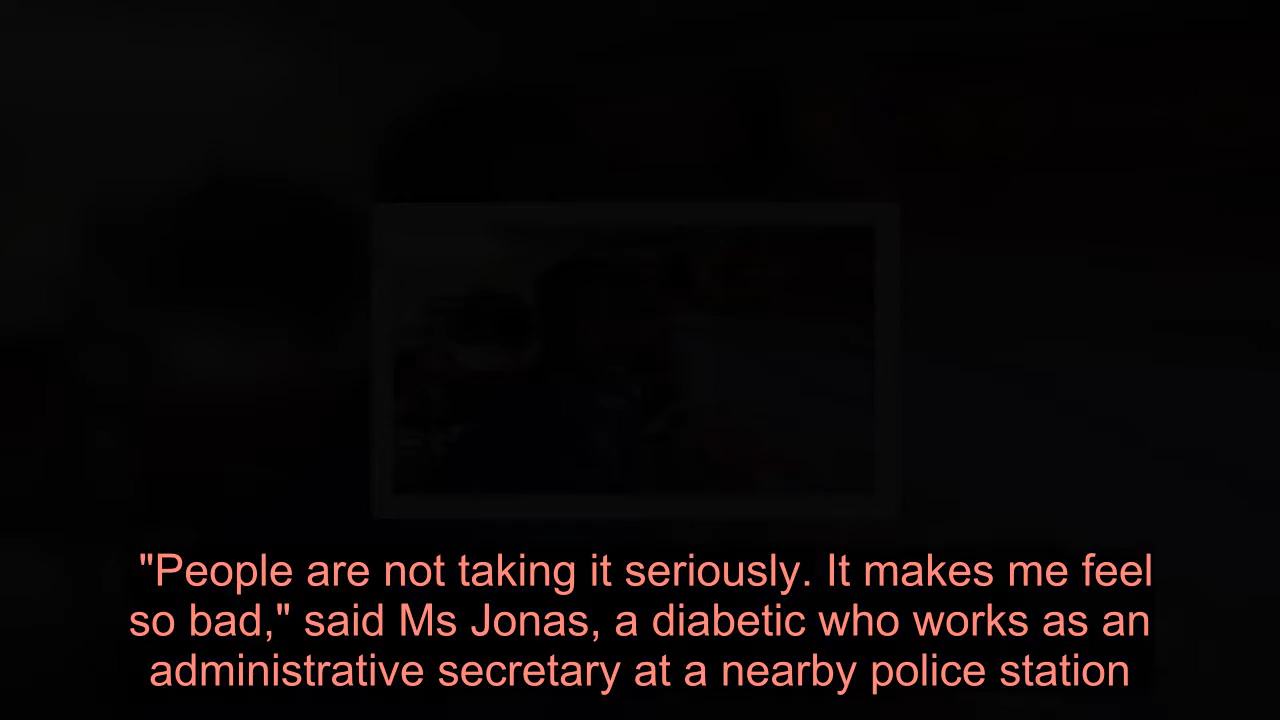 "People are not taking it seriously. It makes me feel
so bad," said Ms Jonas, a diabetic who works as an
administrative secretary at a nearby police station